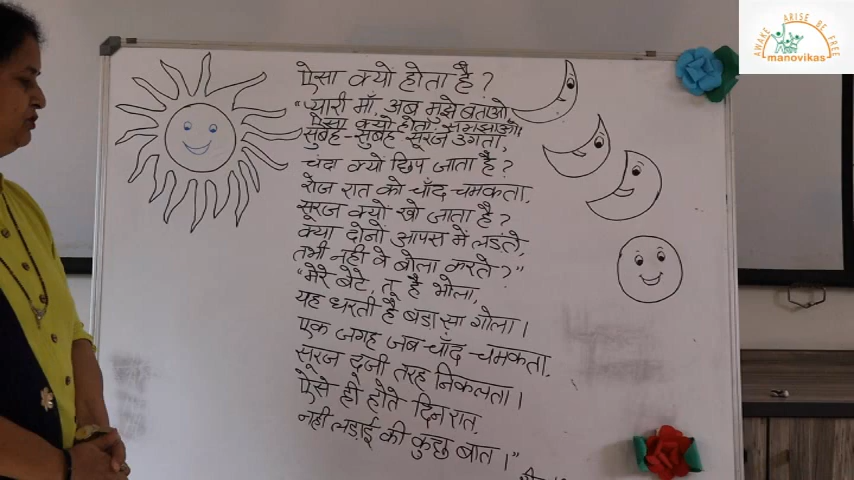 ऐसा क्यों होता है?
"प्यारी माँ, अब मुझे बताओ,
ऐसा क्यों होता, समझाओ।
सुबह-सुबह सूरज उगता,
चंदा क्यों छिप जाता है?
रोज रात को चाँद चमकता,
सूरज क्यों खो जाता है?
क्या दोनों आपस में लडते,
तभी नही वे बोला करते?"
"मेरे बेटे, तू है भोला,
यह धरती है बडा सा गोला।
एक जगह जब चाँद चमकता,
सूरज दूजी तरह निकलता।
ऐसे ही होते दिन रात,
नही लडाई की कुछ बात।"
AWAKE ARISE BE FREE
manovikas